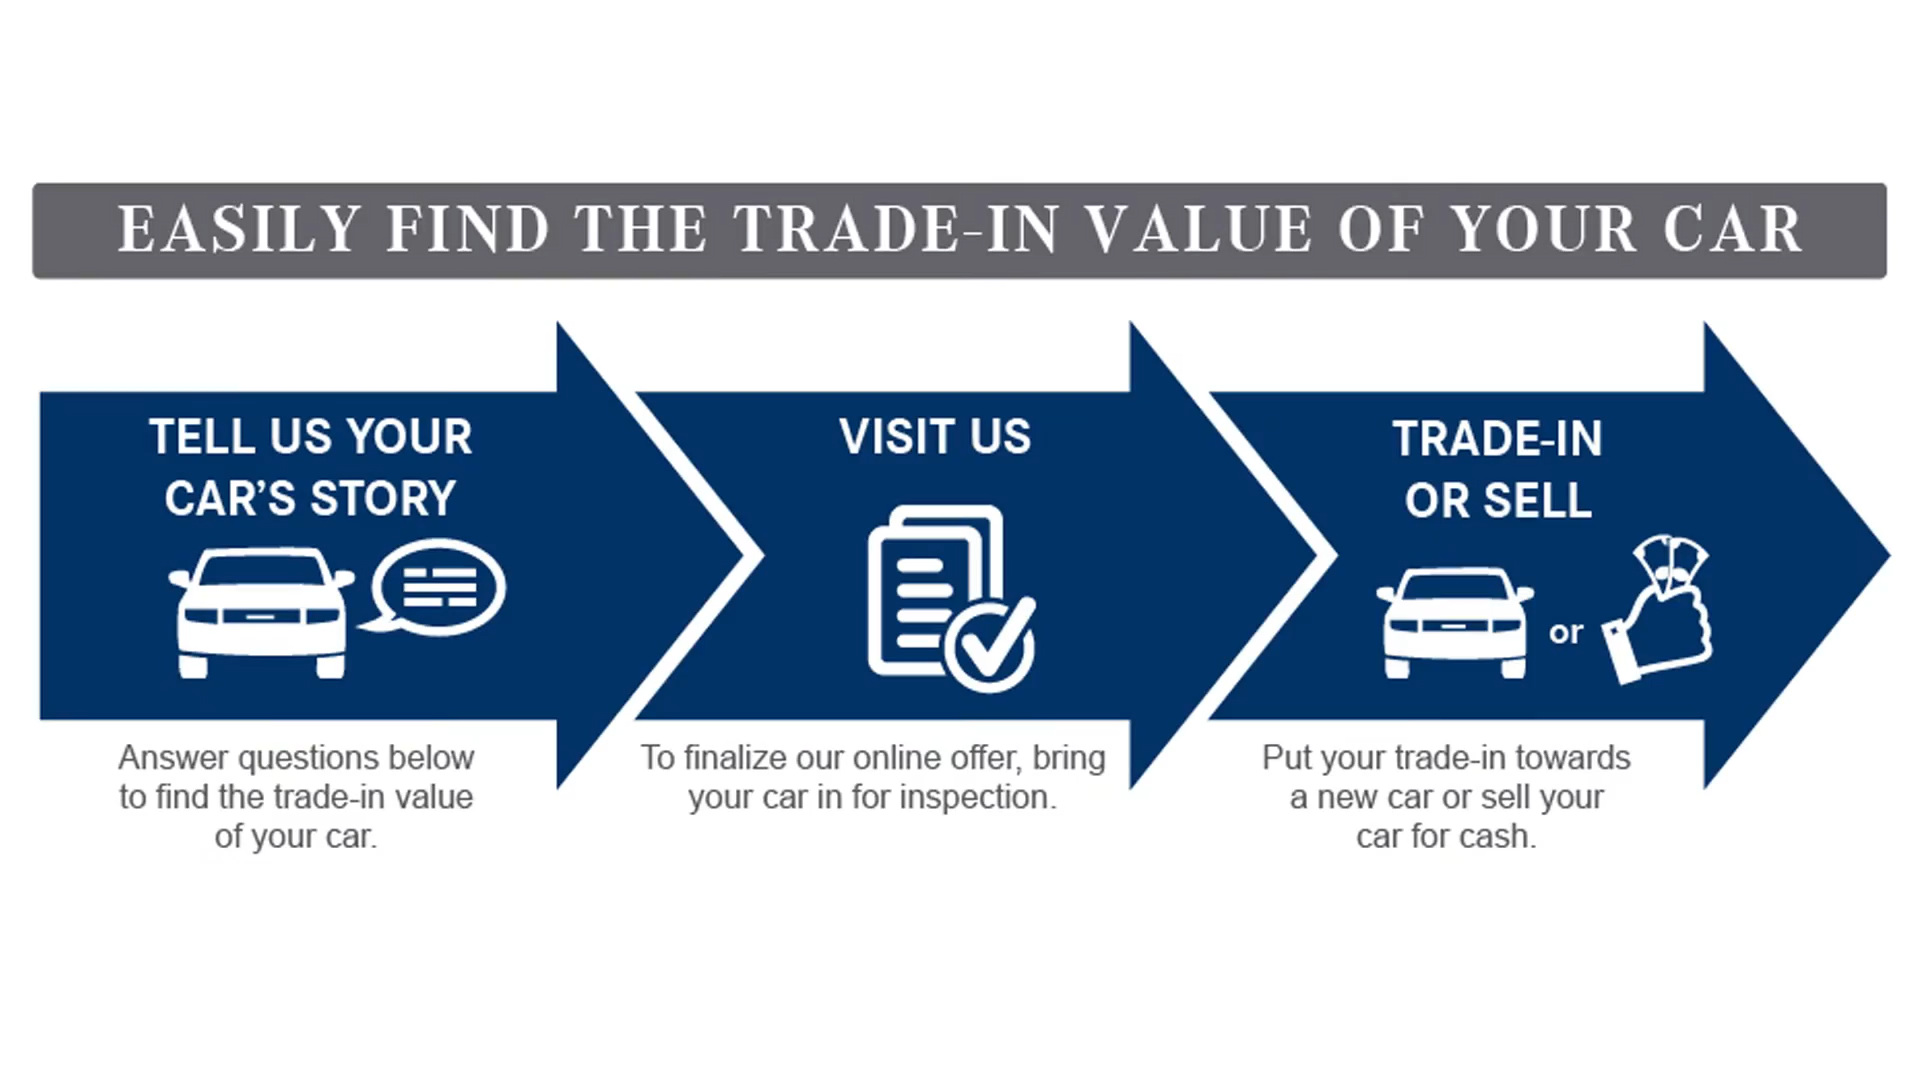 EASILY FIND THE TRADE-IN VALUE OF YOUR CAR
TELL US YOUR
CAR’S STORY
Answer questions below
to find the trade-in value
of your car.
VISIT US
To finalize our online offer, bring
your car in for inspection.
TRADE-IN
OR SELL
or
Put your trade-in towards
a new car or sell your
car for cash.